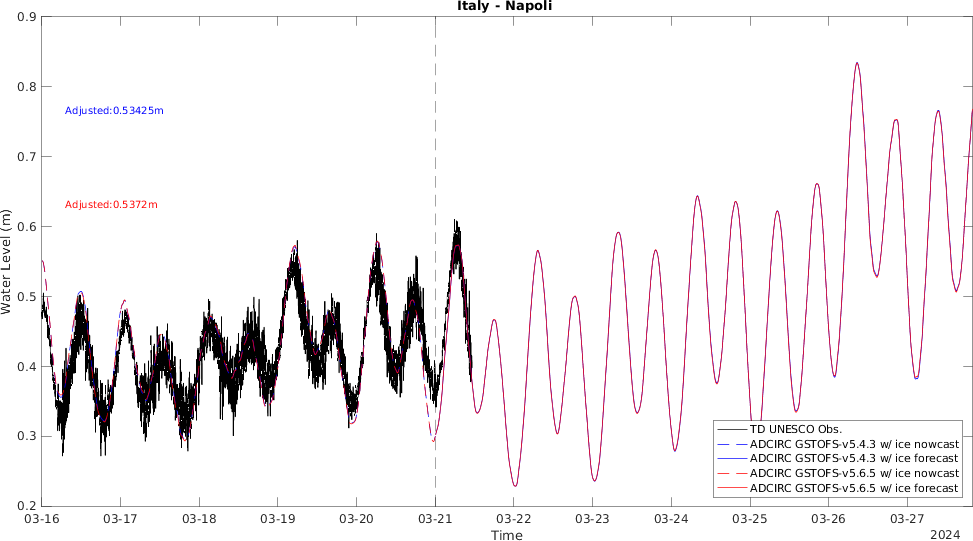 Italy - Napoli
0.9
0.8
0.7
0.6
0.5
0.4
0.3
0.2
Water Level (m)
Adjusted:0.53425m
Adjusted:0.5372m
TD UNESCO Obs.
ADCIRC GSTOFS-v5.4.3 w/ ice nowcast
ADCIRC GSTOFS-v5.4.3 w/ ice forecast
ADCIRC GSTOFS-v5.6.5 w/ ice nowcast
ADCIRC GSTOFS-v5.6.5 w/ ice forecast
03-16 03-17 03-18 03-19 03-20 03-21 03-22 03-23 03-24 03-25 03-26 03-27
Time
2024